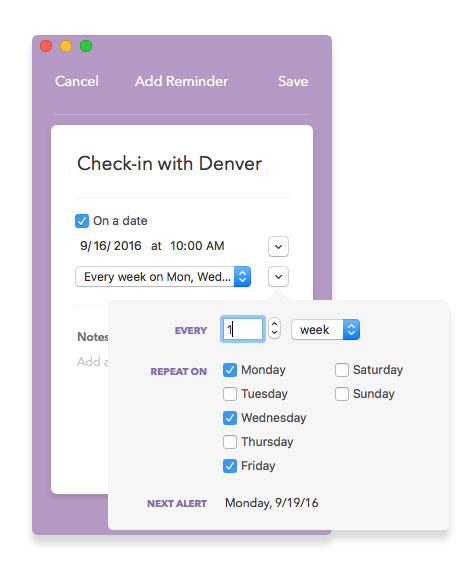 Cancel Add Reminder Save
Check-in with Denver
On a date
9/16/2016 at 10:00 AM
Every week on Mon, Wed...
Notes
Add a
EVERY 1 week
REPEAT ON Monday Saturday
Tuesday Sunday
Wednesday
Thursday
Friday
NEXT ALERT Monday, 9/19/16